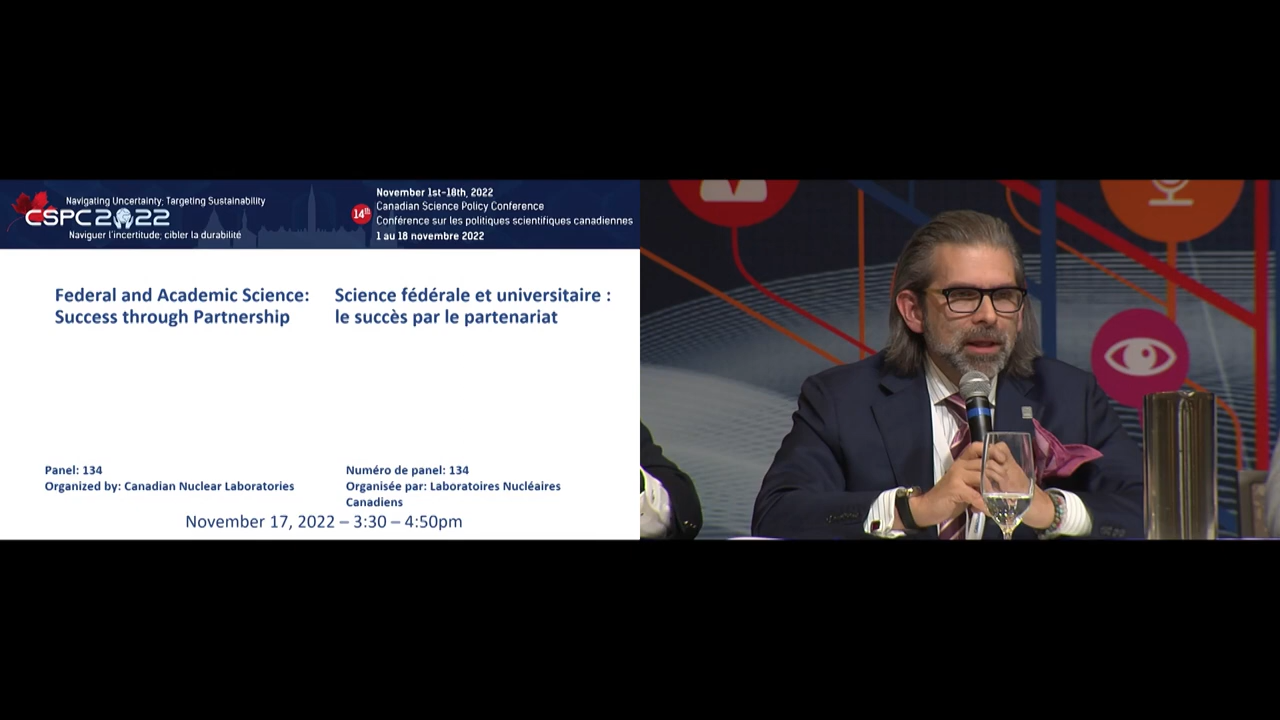 Navigating Uncertainty; Targeting Sustainability
CSPC 2022
Naviguer l'incertitude; cibler la durabilité
14th
November 1st-18th, 2022
Canadian Science Policy Conference
Conférence sur les politiques scientifiques canadiennes
1 au 18 novembre 2022
Federal and Academic Science:
Success through Partnership
Science fédérale et universitaire :
le succès par le partenariat
Panel: 134
Organized by: Canadian Nuclear Laboratories
Numéro de panel: 134
Organisée par: Laboratoires Nucléaires
Canadiens
November 17, 2022 – 3:30 – 4:50pm